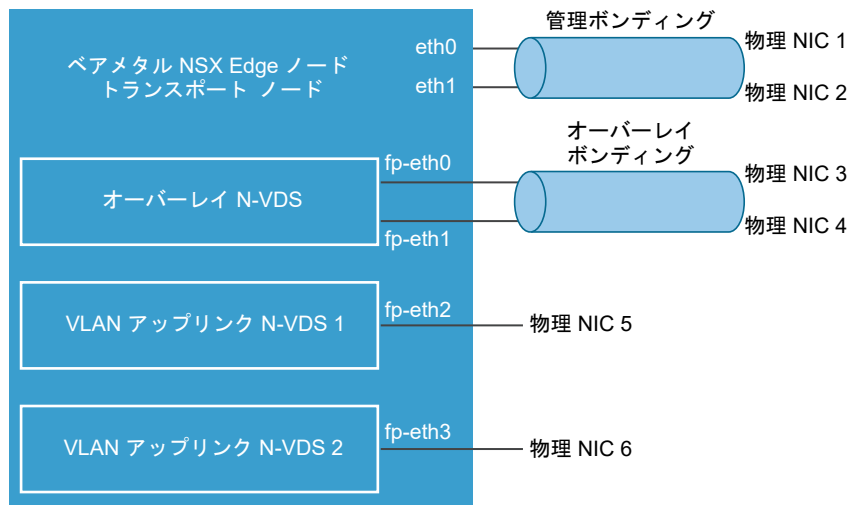 管理ボンディング
eth0
物理 NIC 1
ベアメタル NSX Edge ノード
トランスポート ノード
eth1
物理 NIC 2
オーバーレイ
ボンディング
fp-eth0
物理 NIC 3
オーバーレイ N-VDS
fp-eth1
物理 NIC 4
VLAN アップリンク N-VDS 1
fp-eth2
物理 NIC 5
VLAN アップリンク N-VDS 2
fp-eth3
物理 NIC 6